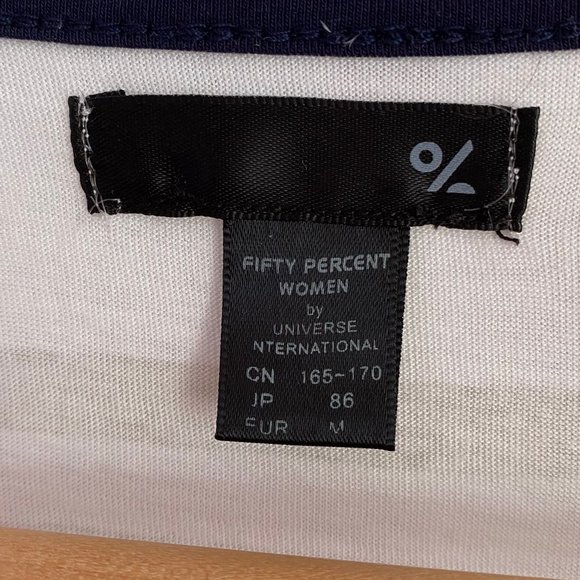 %
FIFTY PERCENT
WOMEN
by
UNIVERSE
NTERNATIONAL
CN 165~170
JP 86
EUR M